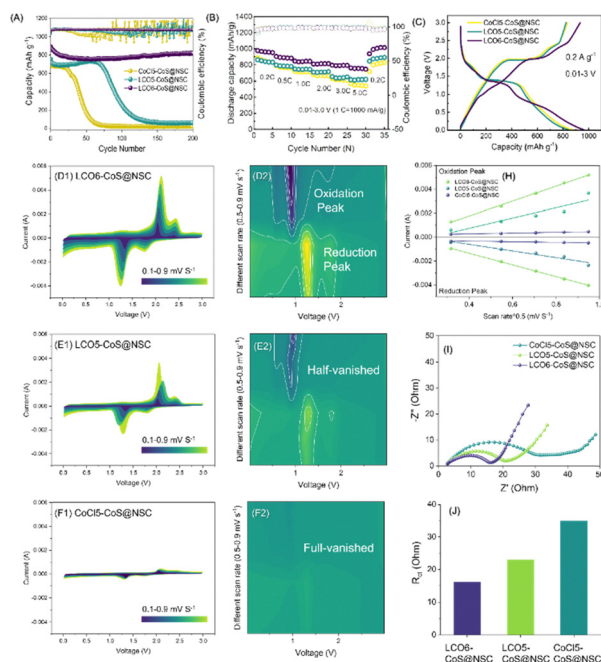 (A)
CoCl5-CoS@NSC
LCO5-CoS@NSC
LCO6-CoS@NSC
Capacity (mAh g⁻¹)
Coulombic efficiency (%)
Cycle Number
(B)
0.2C
0.5C
1.0C
2.0C
3.0C
5.0C
0.2C
0.01-3.0 V (1 C=1000 mA/g)
Discharge capacity (mAh/g)
Coulombic efficiency (%)
Cycle Number (N)
(C)
CoCl5-CoS@NSC
LCO5-CoS@NSC
LCO6-CoS@NSC
0.2 A g⁻¹
0.01-3 V
Voltage (V)
Capacity (mAh g⁻¹)
(D1) LCO6-CoS@NSC
0.1-0.9 mV S⁻¹
Current (A)
Voltage (V)
(D2)
Oxidation
Peak
Reduction
Peak
Different scan rate (0.5-0.9 mV s⁻¹)
Voltage (V)
(H)
Oxidation Peak
LCO6-CoS@NSC
LCO5-CoS@NSC
CoCl5-CoS@NSC
Reduction Peak
Current (A)
Scan rate^0.5 (mV S⁻¹)
(E1) LCO5-CoS@NSC
0.1-0.9 mV S⁻¹
Current (A)
Voltage (V)
(E2)
Half-vanished
Different scan rate (0.5-0.9 mV s⁻¹)
Voltage (V)
(I)
CoCl5-CoS@NSC
LCO5-CoS@NSC
LCO6-CoS@NSC
-Z" (Ohm)
Z' (Ohm)
(F1) CoCl5-CoS@NSC
0.1-0.9 mV S⁻¹
Current (A)
Voltage (V)
(F2)
Full-vanished
Different scan rate (0.5-0.9 mV s⁻¹)
Voltage (V)
(J)
Rct (Ohm)
LCO6-
CoS@NSC
LCO5-
CoS@NSC
CoCl5-
CoS@NSC